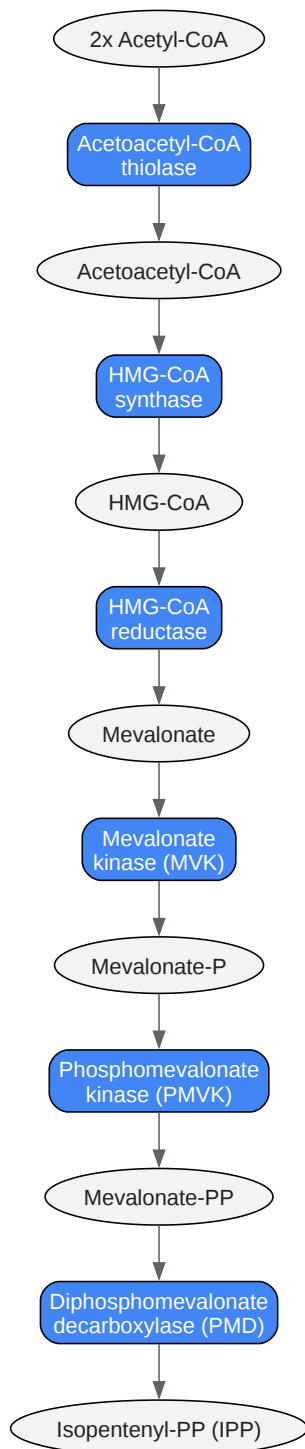 2x Acetyl-CoA
Acetoacetyl-CoA
thiolase
Acetoacetyl-CoA
HMG-CoA
synthase
HMG-CoA
HMG-CoA
reductase
Mevalonate
Mevalonate
kinase (MVK)
Mevalonate-P
Phosphomevalonate
kinase (PMVK)
Mevalonate-PP
Diphosphomevalonate
decarboxylase (PMD)
Isopentenyl-PP (IPP)